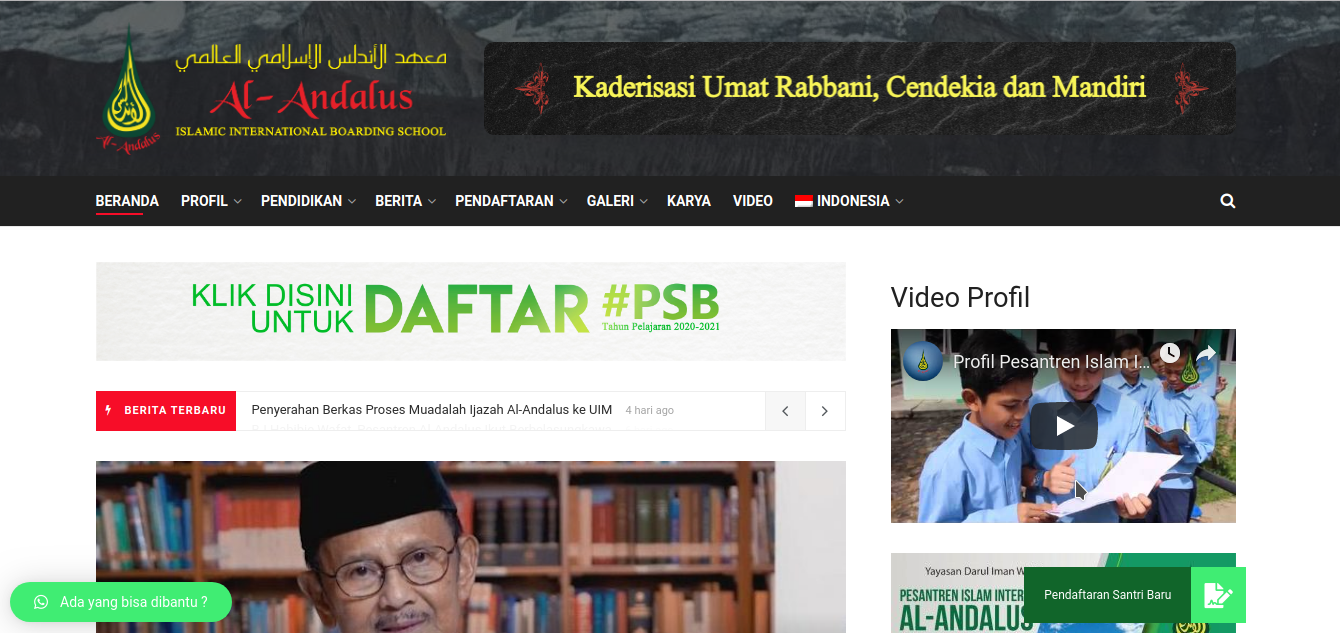 معهد الأندلس الإسلامي العالمي
Al-Andalus
ISLAMIC INTERNATIONAL BOARDING SCHOOL
Al-Andalus
Kaderisasi Umat Rabbani, Cendekia dan Mandiri
BERANDA PROFIL PENDIDIKAN BERITA PENDAFTARAN GALERI KARYA VIDEO INDONESIA
KLIK DISINI
UNTUK
DAFTAR
#PSB
Tahun Pelajaran 2020-2021
BERITA TERBARU
Penyerahan Berkas Proses Muadalah Ijazah Al-Andalus ke UIM 4 hari ago
Video Profil
Profil Pesantren Islam I...
Yayasan Darul Iman
PESANTREN ISLAM INTER
AL-ANDALUS
Pendaftaran Santri Baru
Ada yang bisa dibantu ?